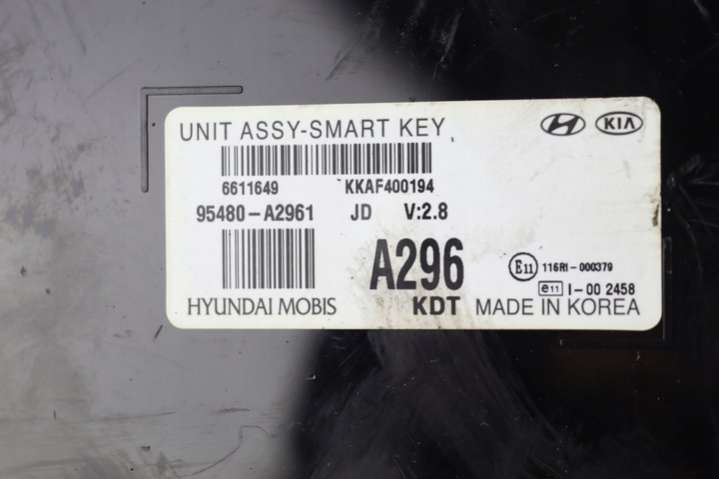 UNIT ASSY-SMART KEY
KIA
6611649 KKAF400194
95480-A2961 JD V:2.8
A296
E11 116RI-000379
e11 I-00 2458
HYUNDAI MOBIS KDT MADE IN KOREA